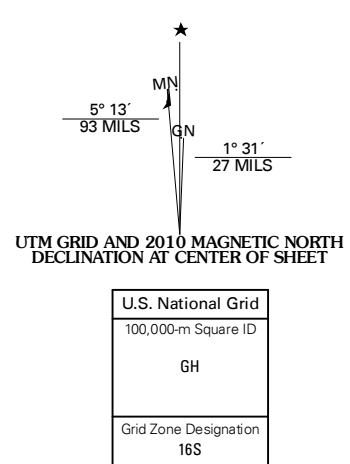 ★
MN
GN
5° 13´
93 MILS
1° 31´
27 MILS
UTM GRID AND 2010 MAGNETIC NORTH
DECLINATION AT CENTER OF SHEET
U.S. National Grid
100,000-m Square ID
GH
Grid Zone Designation
16S